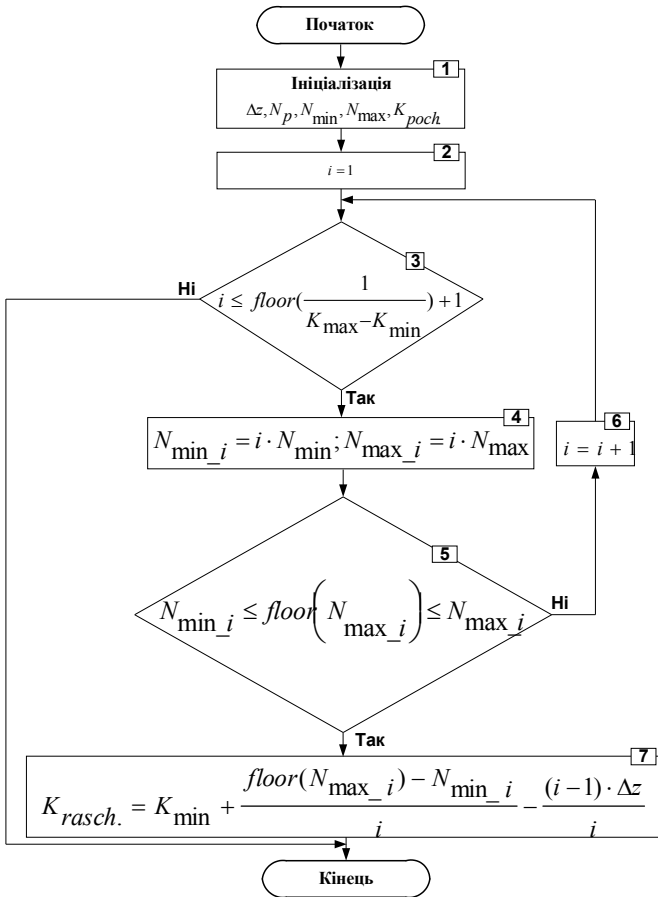 Початок
1
Ініціалізація
Δz, N_p, N_min, N_max, K_poch.
2
i = 1
3
Ні
i ≤ floor(1/(K_max − K_min)) + 1
Так
4
N_min_i = i · N_min; N_max_i = i · N_max
6
i = i + 1
5
N_min_i ≤ floor(N_max_i) ≤ N_max_i
Ні
Так
7
K_rasch. = K_min + (floor(N_max_i) − N_min_i)/i − ((i−1) · Δz)/i
Кінець